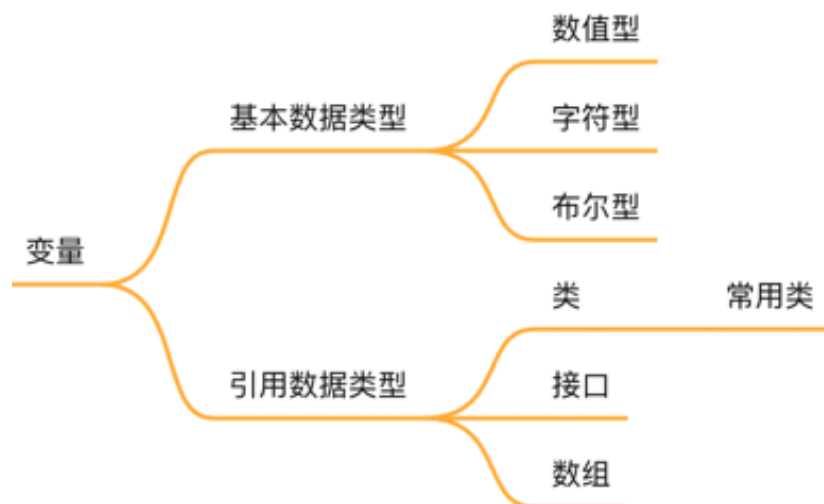 数值型
基本数据类型
字符型
布尔型
变量
类 常用类
引用数据类型
接口
数组